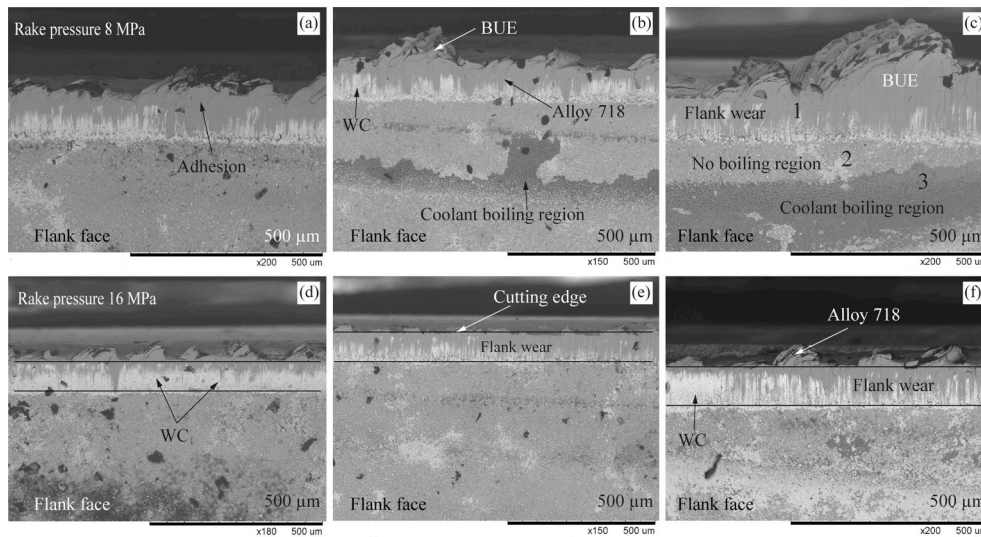 (a)
Rake pressure 8 MPa
Adhesion
Flank face
500 µm
x200 500 um
(b)
BUE
WC
Alloy 718
Coolant boiling region
Flank face
500 µm
x150 500 um
(c)
BUE
Flank wear
1
No boiling region
2
3
Coolant boiling region
Flank face
500 µm
x200 500 um
(d)
Rake pressure 16 MPa
WC
Flank face
500 µm
x180 500 um
(e)
Cutting edge
Flank wear
Flank face
500 µm
x150 500 um
(f)
Alloy 718
Flank wear
WC
Flank face
500 µm
x200 500 um